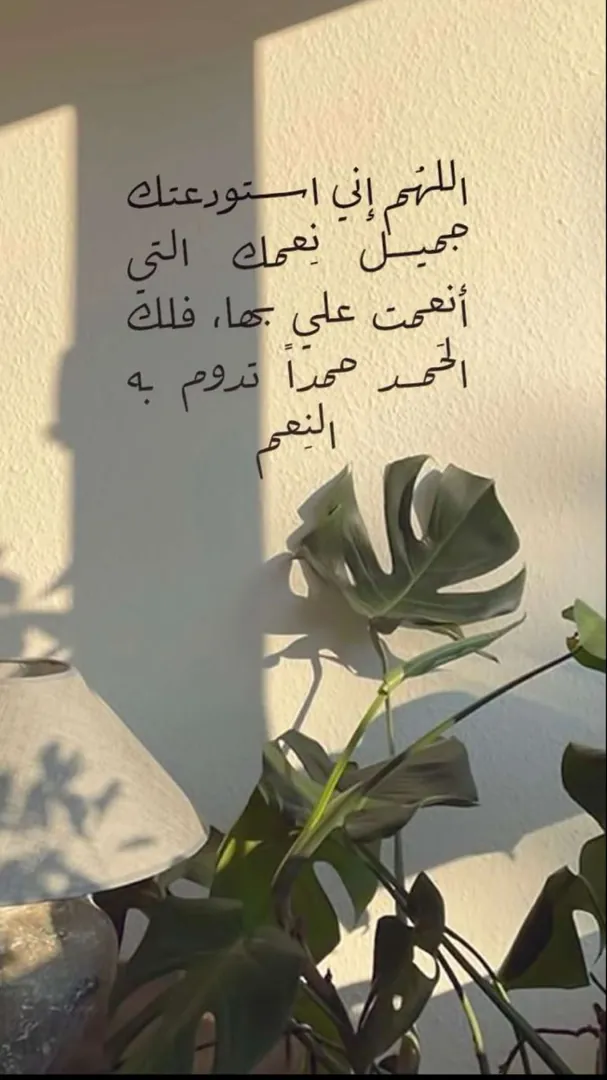 اللهُم إني استودعتك
جميل نِعمك التي
أنعمت علي بها، فلك
الحَمد حمداً تدوم به
النِعم